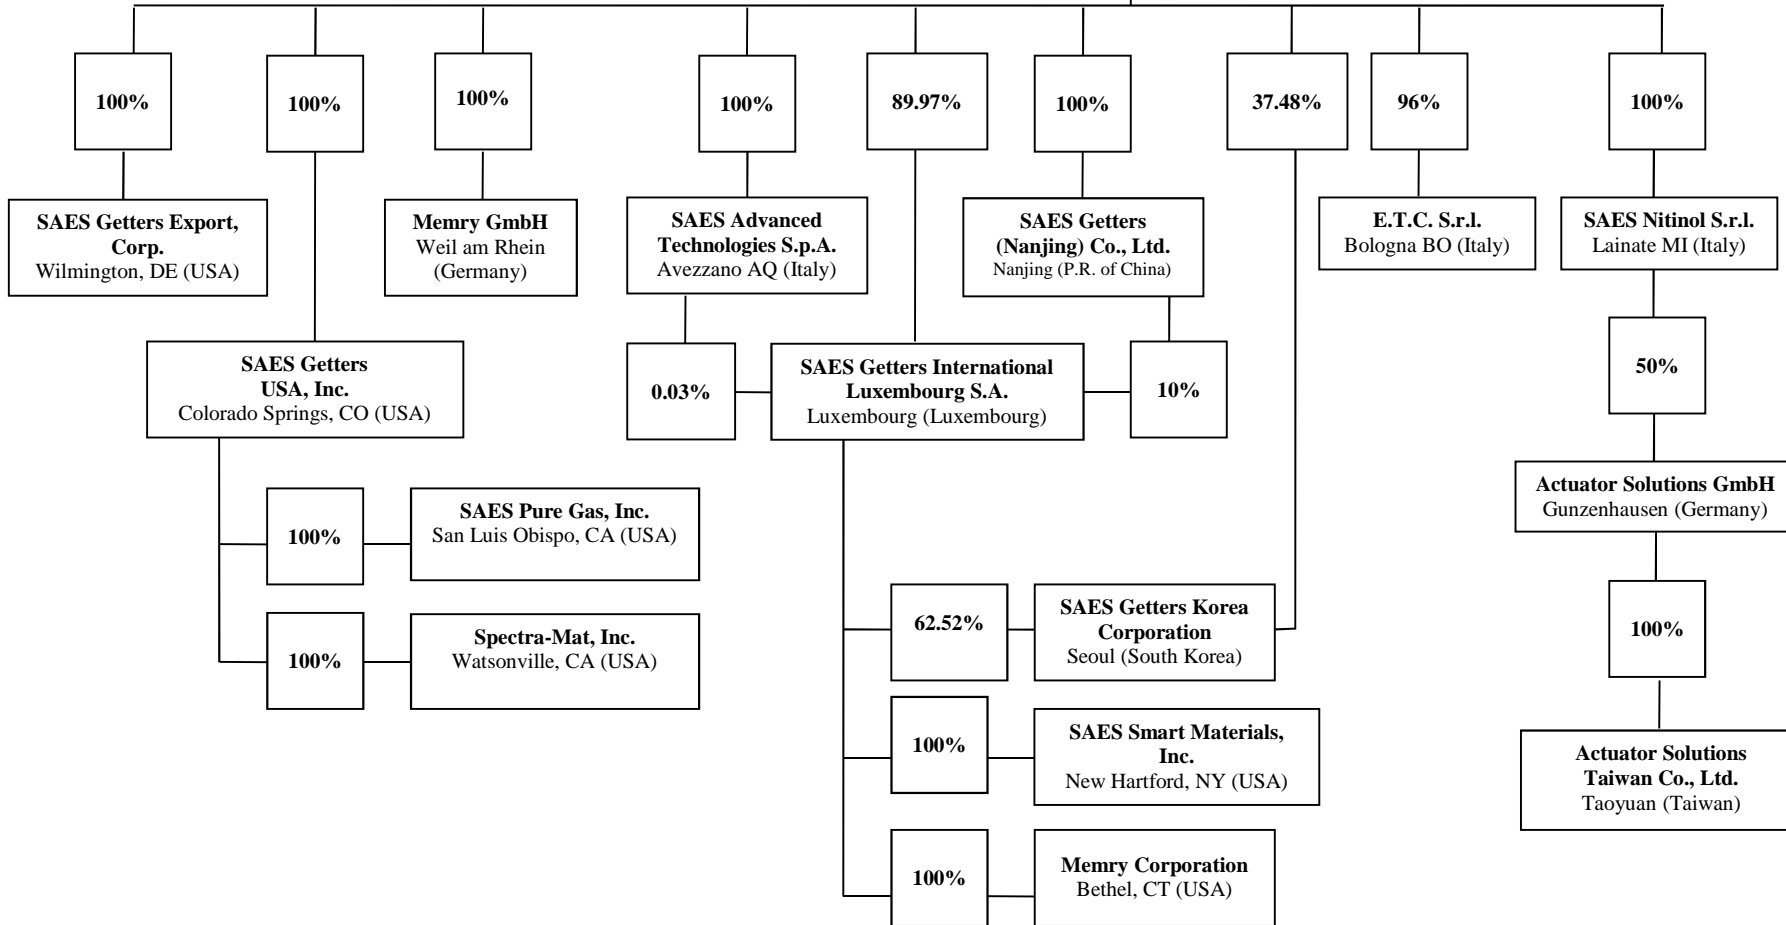 100%
100%
100%
100%
89.97%
100%
37.48%
96%
100%
SAES Getters Export,
Corp.
Wilmington, DE (USA)
Memry GmbH
Weil am Rhein
(Germany)
SAES Advanced
Technologies S.p.A.
Avezzano AQ (Italy)
SAES Getters
(Nanjing) Co., Ltd.
Nanjing (P.R. of China)
E.T.C. S.r.l.
Bologna BO (Italy)
SAES Nitinol S.r.l.
Lainate MI (Italy)
SAES Getters
USA, Inc.
Colorado Springs, CO (USA)
0.03%
SAES Getters International
Luxembourg S.A.
Luxembourg (Luxembourg)
10%
50%
100%
SAES Pure Gas, Inc.
San Luis Obispo, CA (USA)
Actuator Solutions GmbH
Gunzenhausen (Germany)
100%
Spectra-Mat, Inc.
Watsonville, CA (USA)
62.52%
SAES Getters Korea
Corporation
Seoul (South Korea)
100%
100%
SAES Smart Materials,
Inc.
New Hartford, NY (USA)
Actuator Solutions
Taiwan Co., Ltd.
Taoyuan (Taiwan)
100%
Memry Corporation
Bethel, CT (USA)